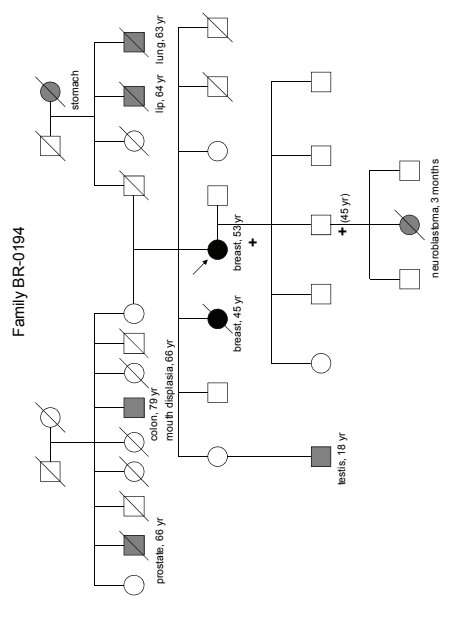 Family BR-0194
stomach
lung, 63 yr
lip, 64 yr
colon, 79 yr
mouth displasia, 66 yr
prostate, 66 yr
breast, 53 yr
+
breast, 45 yr
testis, 18 yr
+ (45 yr)
neuroblastoma, 3 months